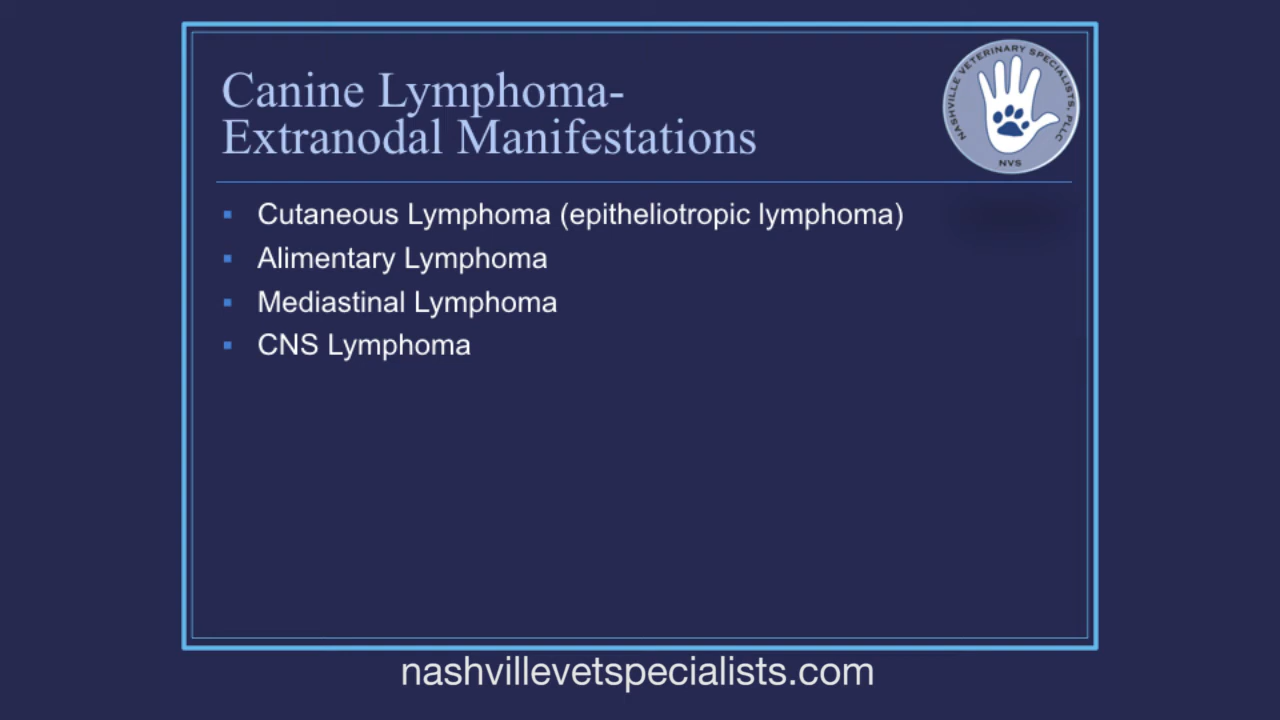 Canine Lymphoma-
Extranodal Manifestations
NASHVILLE VETERINARY SPECIALISTS, PLLC
NVS
Cutaneous Lymphoma (epitheliotropic lymphoma)
Alimentary Lymphoma
Mediastinal Lymphoma
CNS Lymphoma
nashvillevetspecialists.com